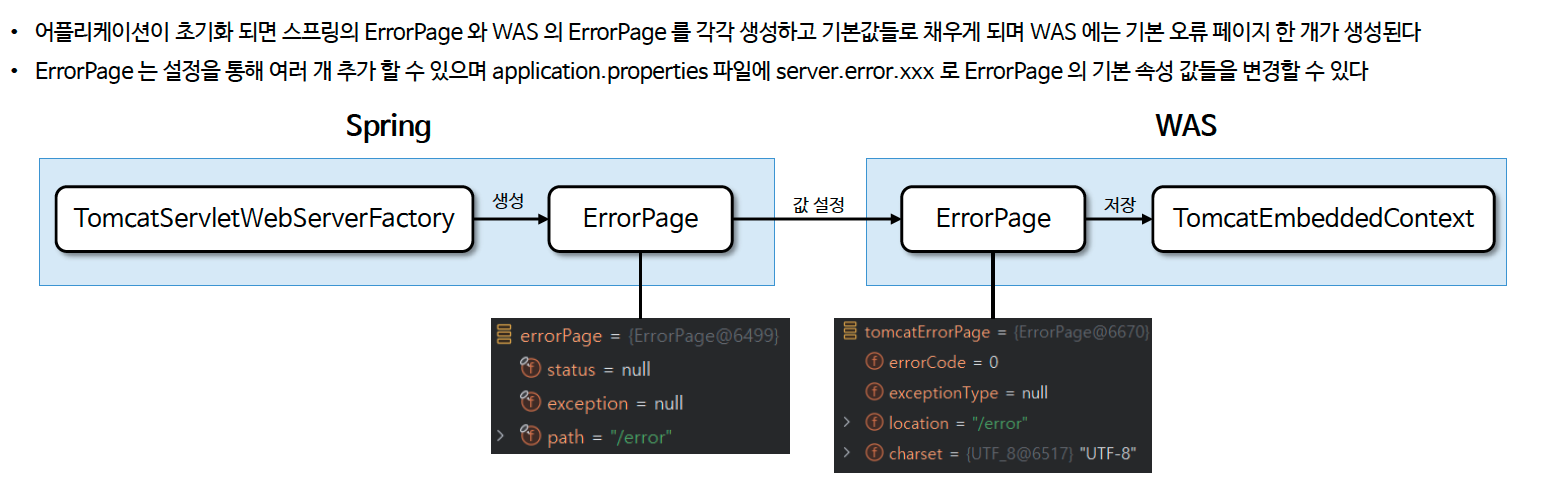 • 어플리케이션이 초기화 되면 스프링의 ErrorPage 와 WAS 의 ErrorPage 를 각각 생성하고 기본값들로 채우게 되며 WAS 에는 기본 오류 페이지 한 개가 생성된다
• ErrorPage 는 설정을 통해 여러 개 추가 할 수 있으며 application.properties 파일에 server.error.xxx 로 ErrorPage 의 기본 속성 값들을 변경할 수 있다
Spring
WAS
TomcatServletWebServerFactory
생성
ErrorPage
값 설정
ErrorPage
저장
TomcatEmbeddedContext
errorPage = {ErrorPage@6499}
f status = null
f exception = null
> f path = "/error"
tomcatErrorPage = {ErrorPage@6670}
f errorCode = 0
f exceptionType = null
> f location = "/error"
> f charset = {UTF_8@6517} "UTF-8"